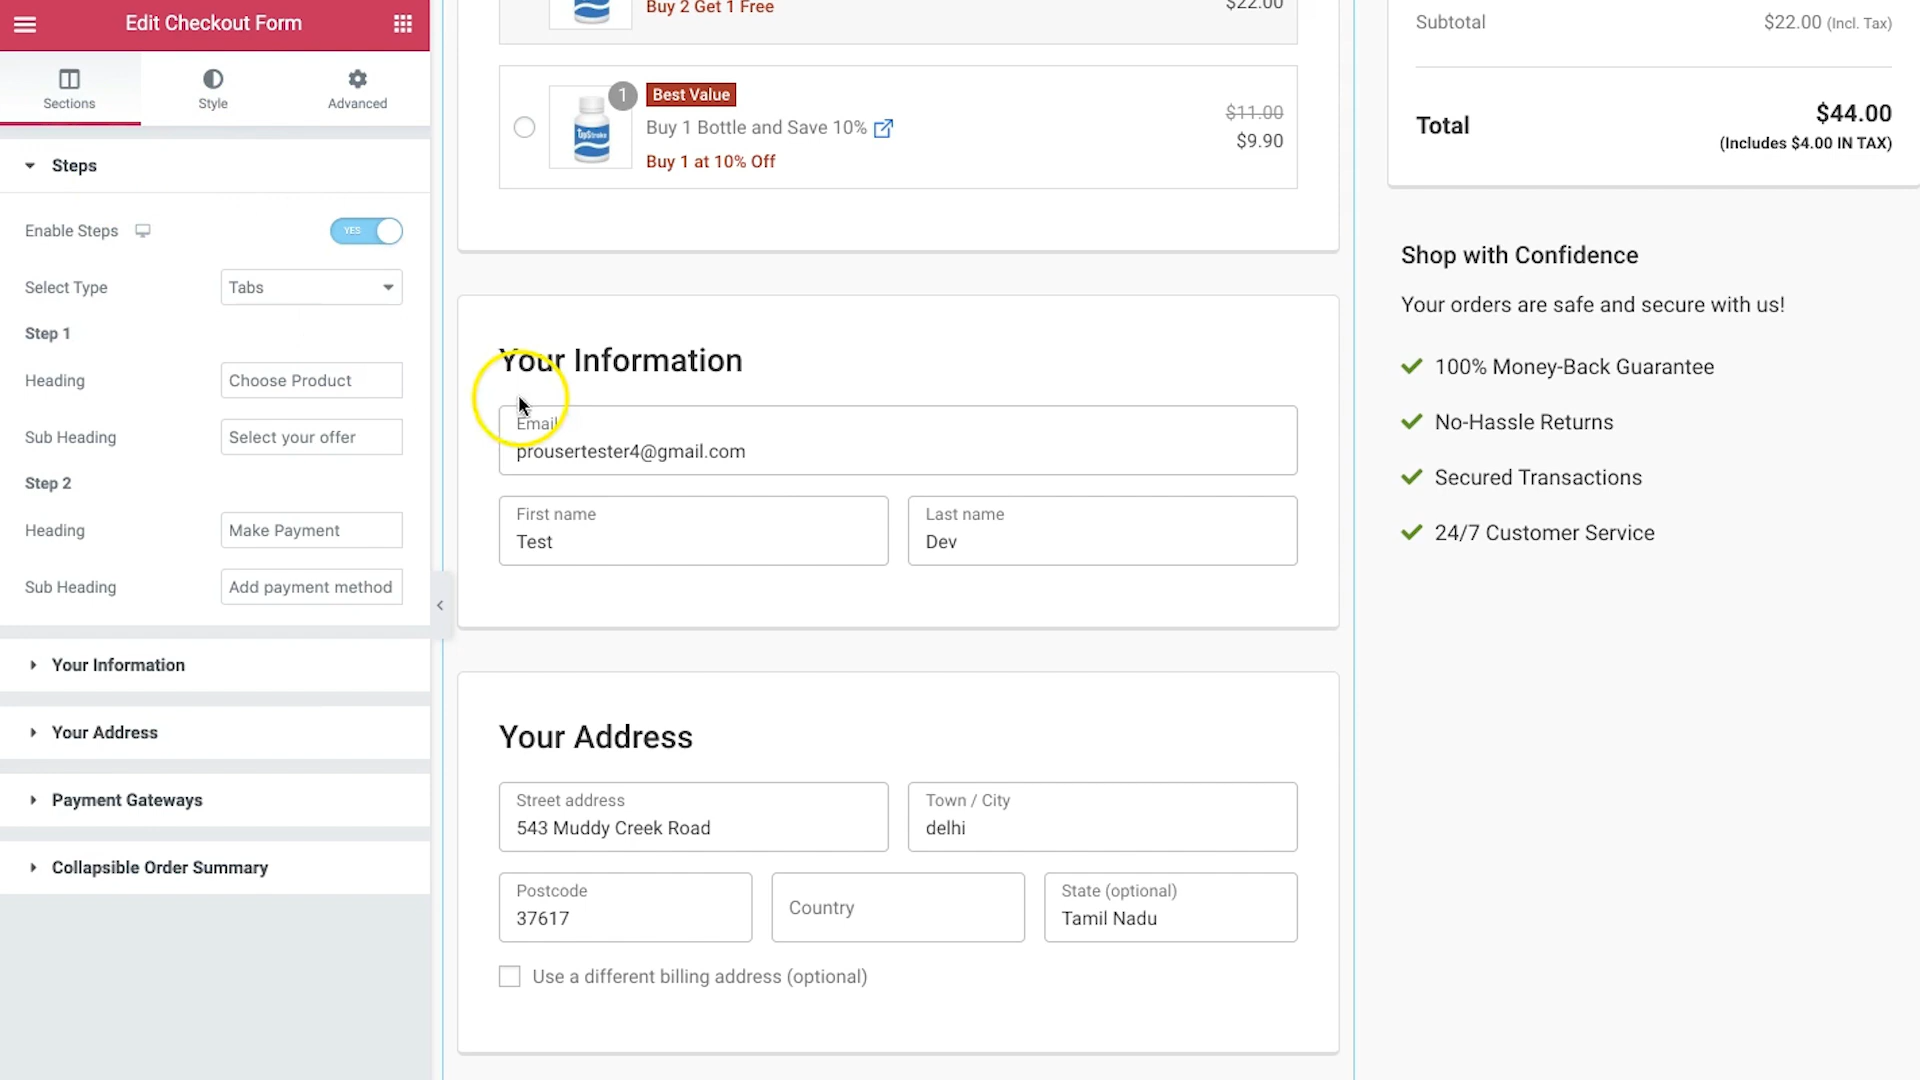 Edit Checkout Form
Sections
Style
Advanced
Steps
Enable Steps
YES
Select Type
Tabs
Step 1
Heading
Choose Product
Sub Heading
Select your offer
Step 2
Heading
Make Payment
Sub Heading
Add payment method
Your Information
Your Address
Payment Gateways
Collapsible Order Summary
Buy 2 Get 1 Free
$22.00
1
Best Value
Buy 1 Bottle and Save 10%
Buy 1 at 10% Off
$11.00
$9.90
Your Information
Email
prousertester4@gmail.com
First name
Test
Last name
Dev
Your Address
Street address
543 Muddy Creek Road
Town / City
delhi
Postcode
37617
Country
State (optional)
Tamil Nadu
Use a different billing address (optional)
Subtotal
$22.00 (Incl. Tax)
Total
$44.00
(Includes $4.00 IN TAX)
Shop with Confidence
Your orders are safe and secure with us!
100% Money-Back Guarantee
No-Hassle Returns
Secured Transactions
24/7 Customer Service